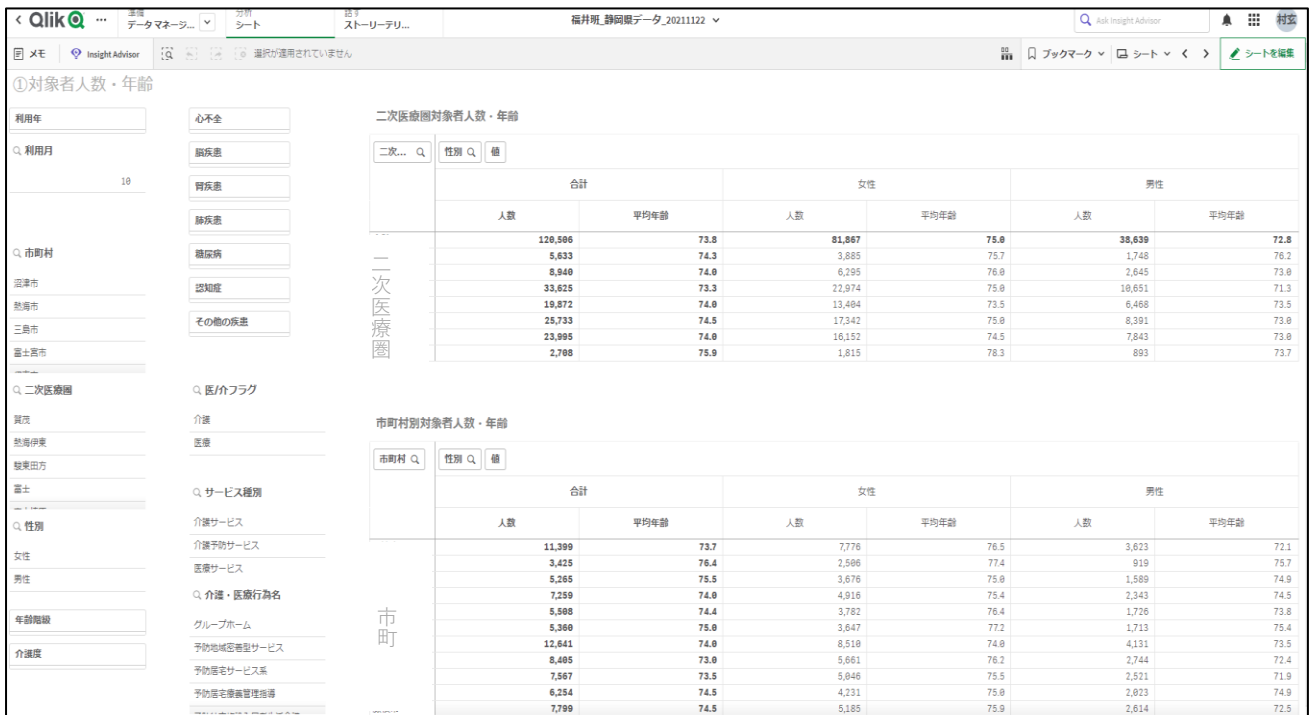 Qlik ... 準備 データ マネージ... 分析 シート 話す ストーリーテリ... 福井班_静岡県データ_20211122 Ask Insight Advisor 村玄
メモ Insight Advisor 選択が適用されていません ブックマーク シート シートを編集
①対象者人数・年齢
利用年
利用月
10
市町村
沼津市
熱海市
三島市
富士宮市
二次医療圏
賀茂
熱海伊東
駿東田方
富士
性別
女性
男性
年齢階級
介護度
心不全
脳疾患
腎疾患
肺疾患
糖尿病
認知症
その他の疾患
医/介フラグ
介護
医療
サービス種別
介護サービス
介護予防サービス
医療サービス
介護・医療行為名
グループホーム
予防地域密着型サービス
予防居宅サービス系
予防居宅療養管理指導
二次医療圏対象者人数・年齢
二次... 性別 値
合計 女性 男性
人数 平均年齢 人数 平均年齢 人数 平均年齢
二次医療圏
120,506 73.8 81,867 75.0 38,639 72.8
5,633 74.3 3,885 75.7 1,748 76.2
8,940 74.0 6,295 76.0 2,645 73.0
33,625 73.3 22,974 75.0 10,651 71.3
19,872 74.0 13,404 73.5 6,468 73.5
25,733 74.5 17,342 75.0 8,391 73.0
23,995 74.0 16,152 74.5 7,843 73.0
2,708 75.9 1,815 78.3 893 73.7
市町村別対象者人数・年齢
市町村 性別 値
合計 女性 男性
人数 平均年齢 人数 平均年齢 人数 平均年齢
市町
11,399 73.7 7,776 76.5 3,623 72.1
3,425 76.4 2,506 77.4 919 75.7
5,265 75.5 3,676 75.0 1,589 74.9
7,259 74.0 4,916 75.4 2,343 74.5
5,508 74.4 3,782 76.4 1,726 73.8
5,360 75.0 3,647 77.2 1,713 75.4
12,641 74.0 8,510 74.0 4,131 73.5
8,405 73.0 5,661 76.2 2,744 72.4
7,567 73.5 5,046 75.5 2,521 71.9
6,254 74.5 4,231 75.0 2,023 74.9
7,799 74.5 5,185 75.9 2,614 72.5